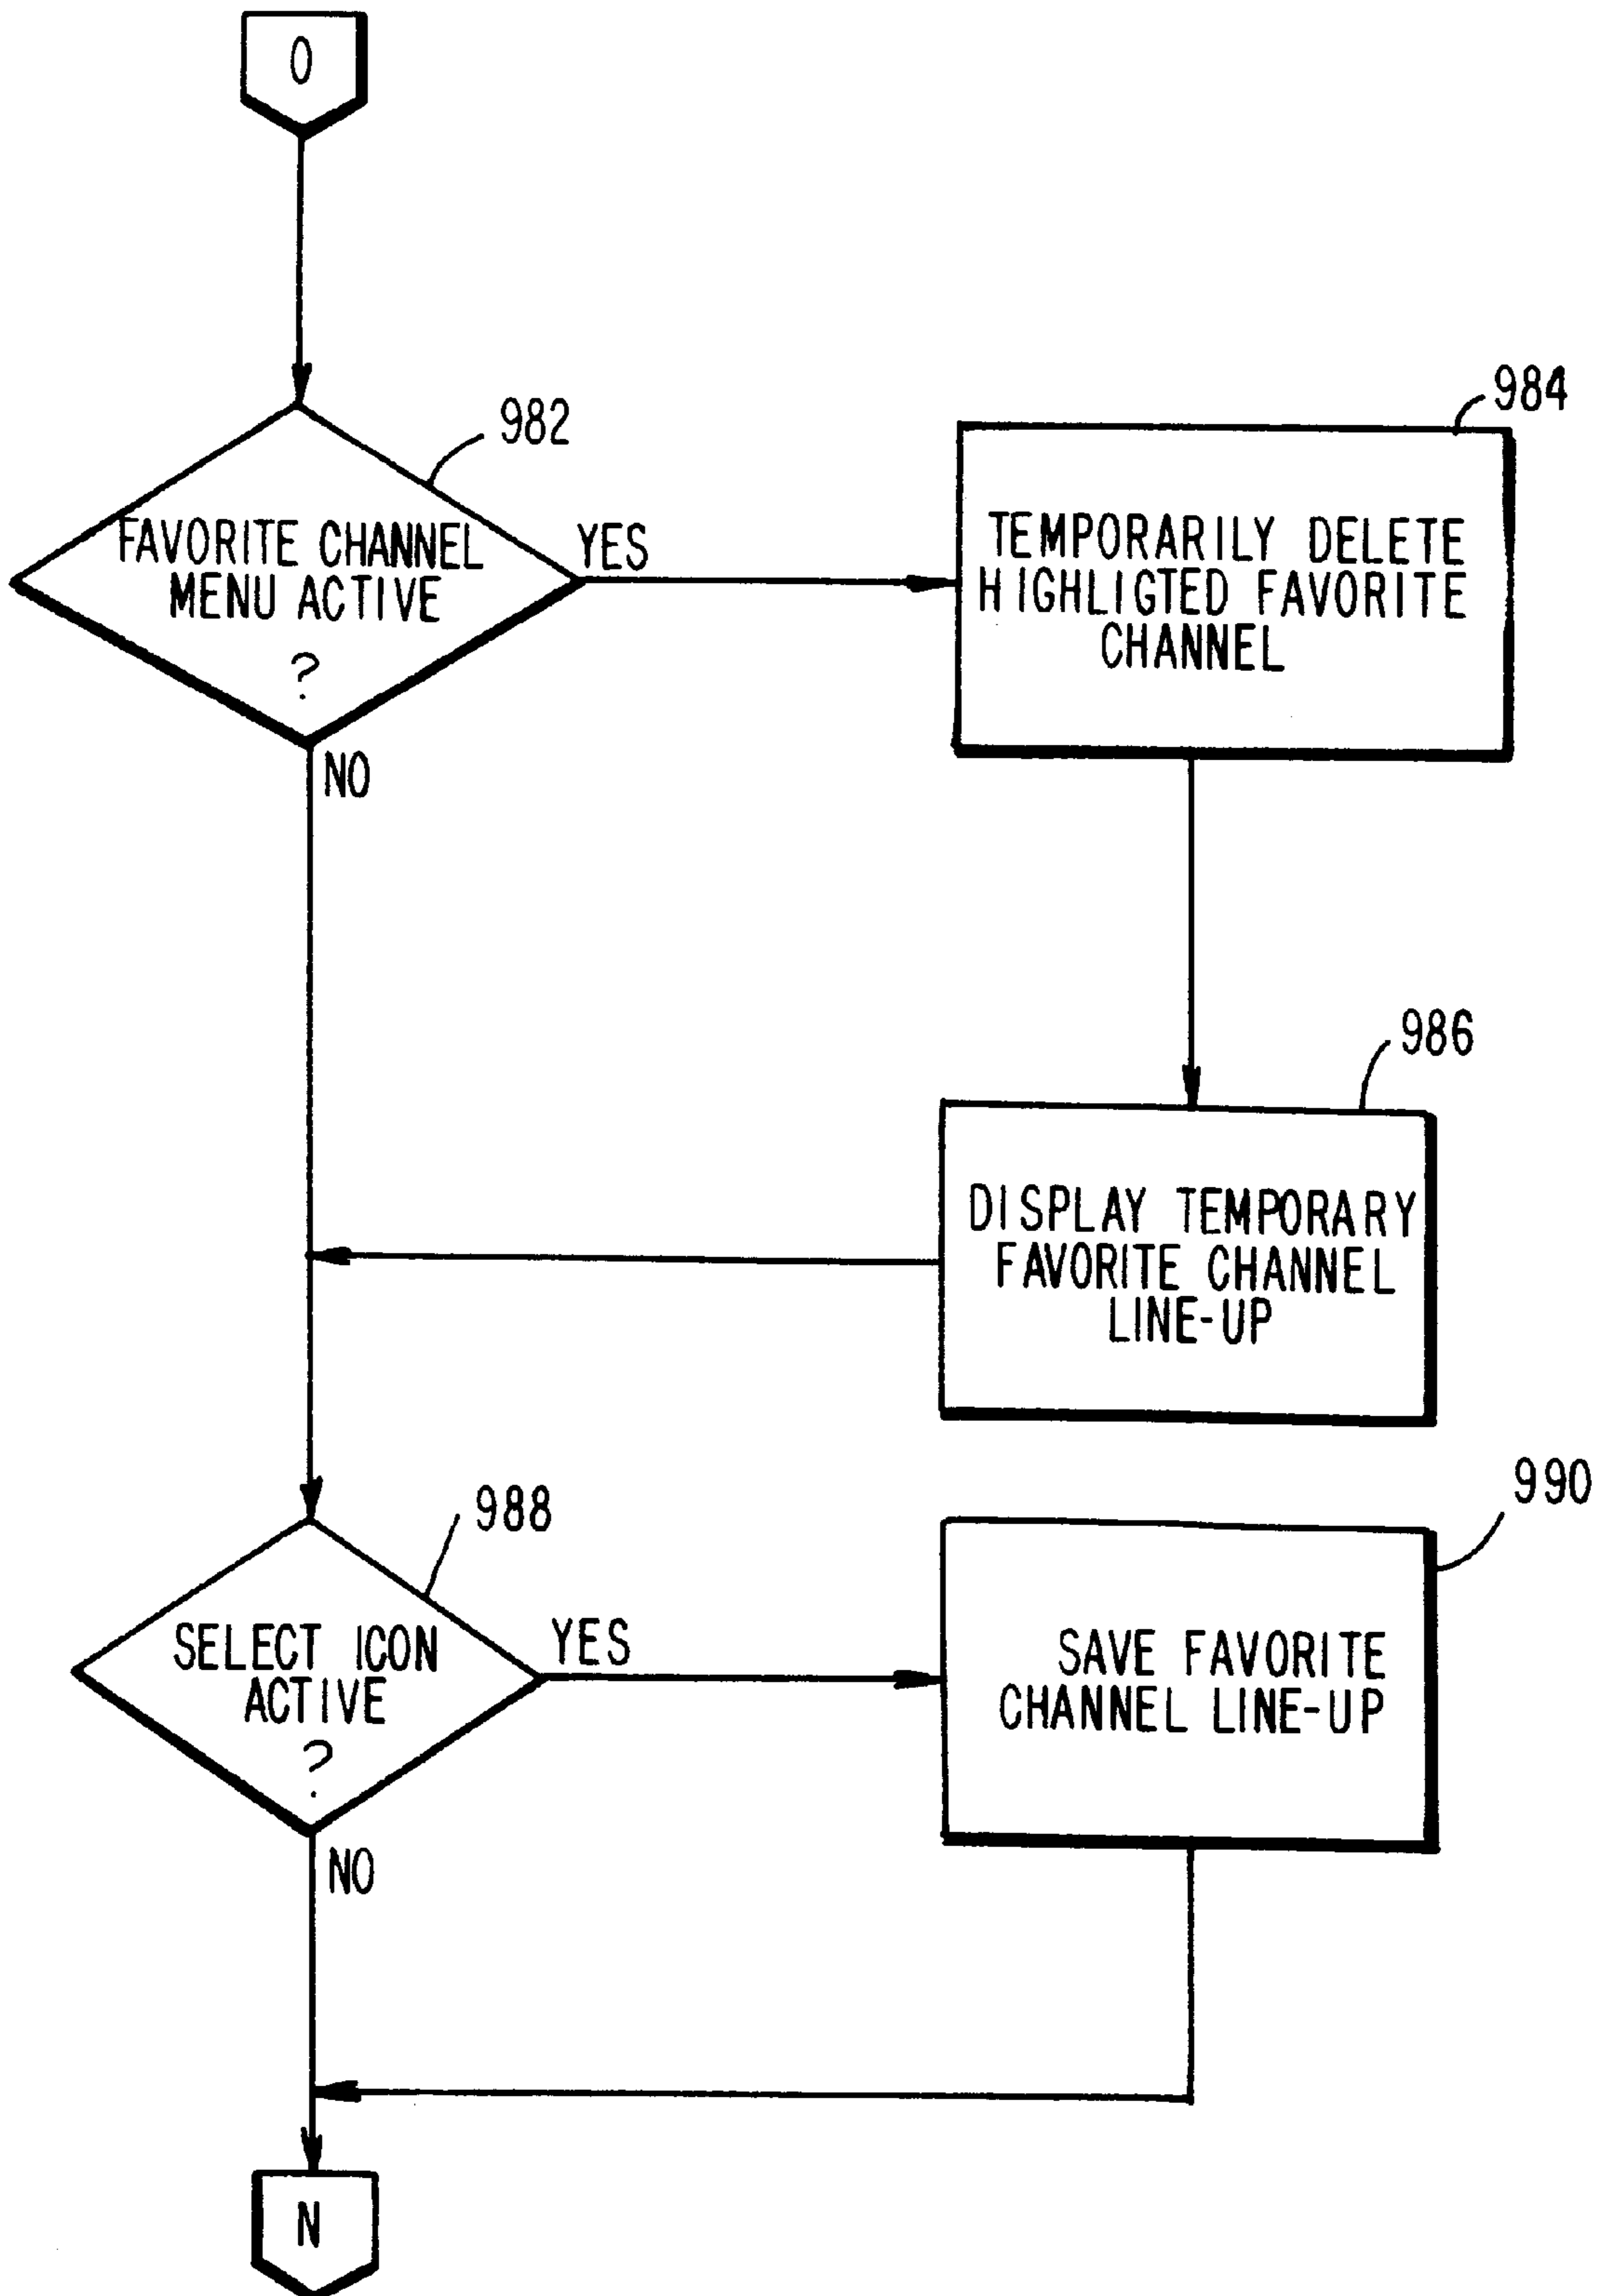 O
982
FAVORITE CHANNEL
MENU ACTIVE
?
YES
NO
984
TEMPORARILY DELETE
HIGHLIGTED FAVORITE
CHANNEL
986
DISPLAY TEMPORARY
FAVORITE CHANNEL
LINE-UP
988
SELECT ICON
ACTIVE
?
YES
NO
990
SAVE FAVORITE
CHANNEL LINE-UP
N